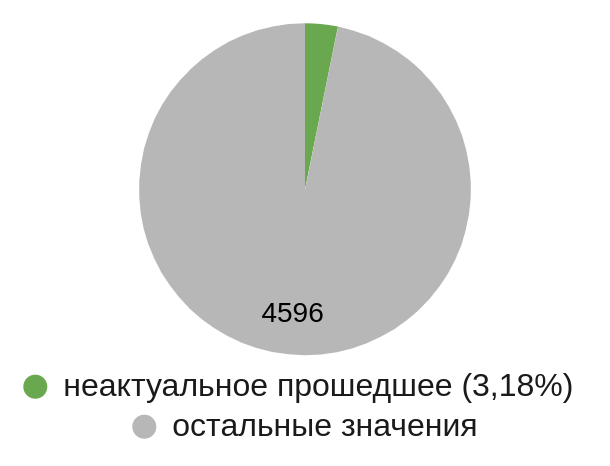 4596
неактуальное прошедшее (3,18%)
остальные значения